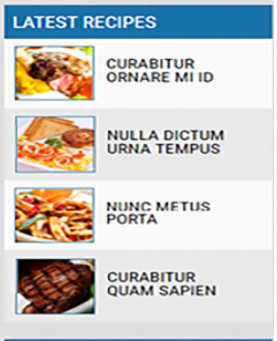 LATEST RECIPES
CURABITUR
ORNARE MI ID
NULLA DICTUM
URNA TEMPUS
NUNC METUS
PORTA
CURABITUR
QUAM SAPIEN